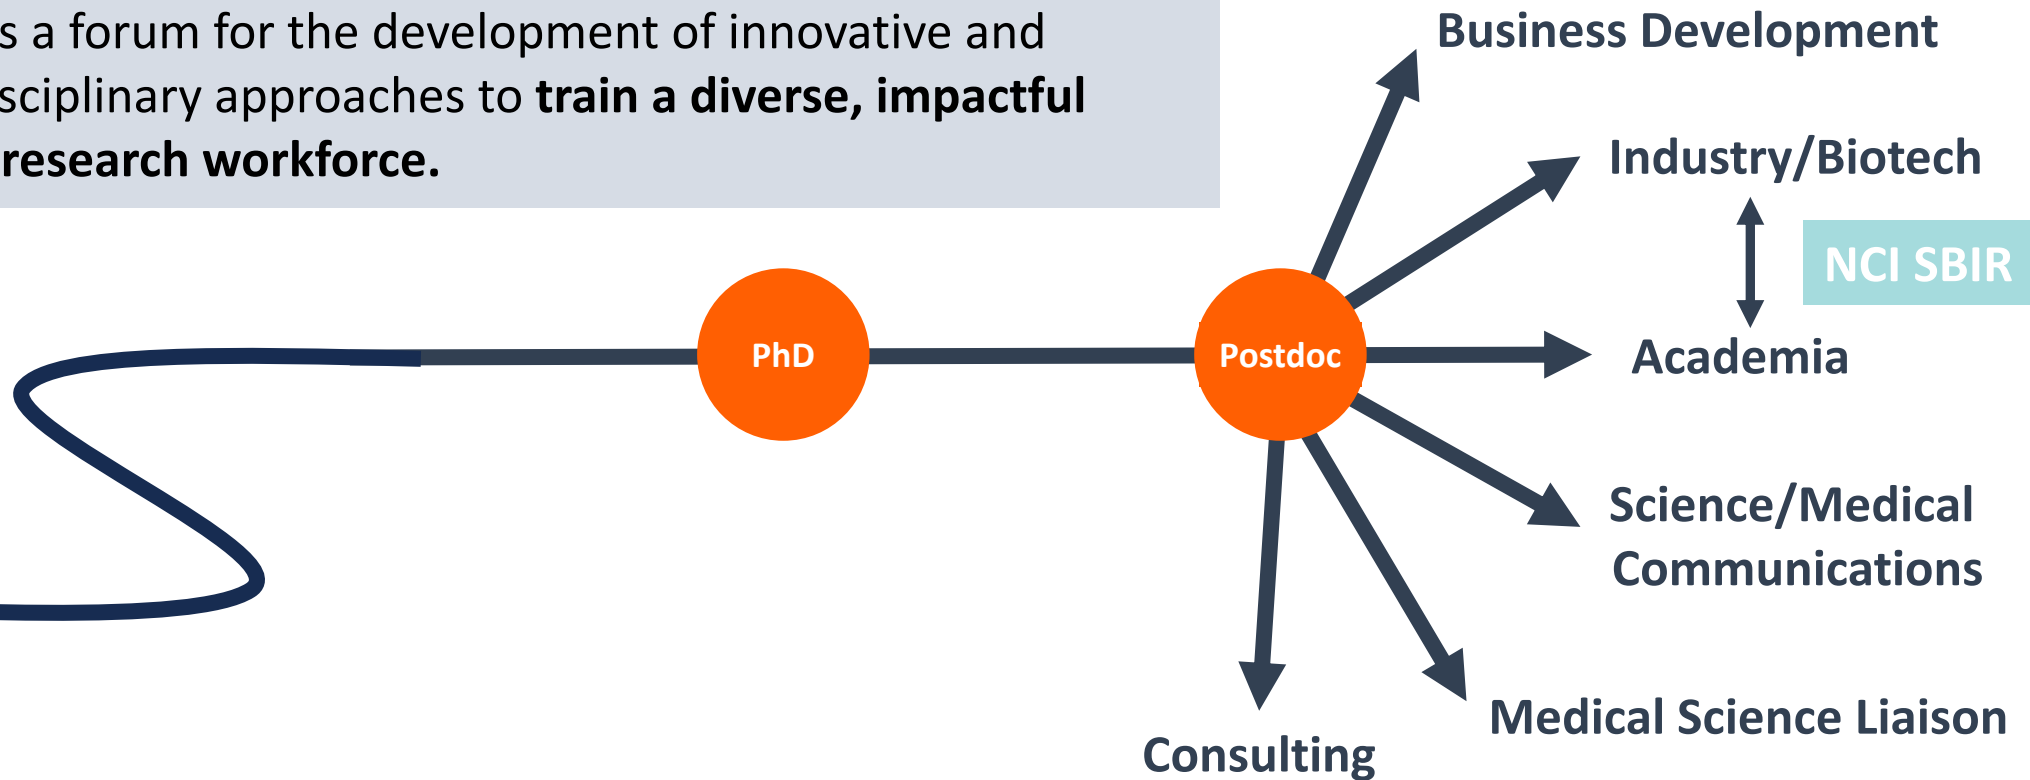 s a forum for the development of innovative and
sciplinary approaches to train a diverse, impactful
research workforce.
Business Development
Industry/Biotech
NCI SBIR
PhD
Postdoc
Academia
Science/Medical
Communications
Medical Science Liaison
Consulting